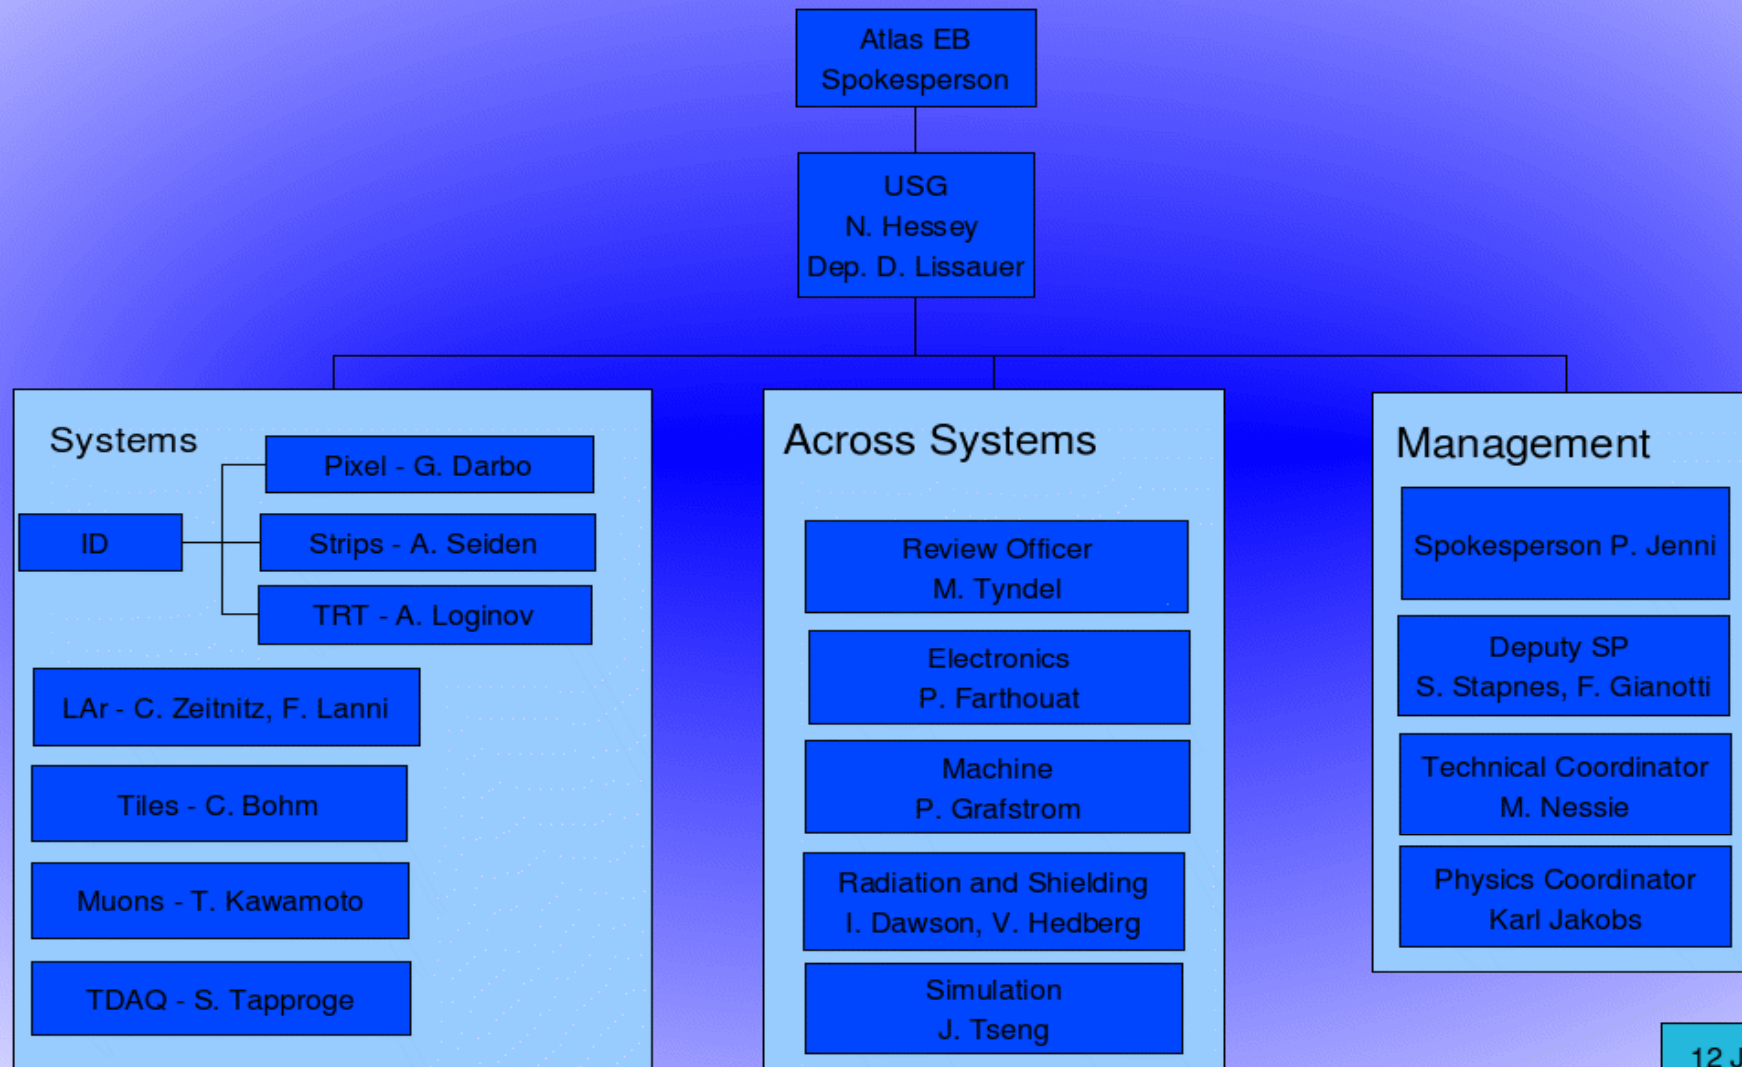 Atlas EB
Spokesperson
USG
N. Hessey
Dep. D. Lissauer
Systems
Pixel - G. Darbo
ID
Strips - A. Seiden
TRT - A. Loginov
LAr - C. Zeitnitz, F. Lanni
Tiles - C. Bohm
Muons - T. Kawamoto
TDAQ - S. Tapproge
Across Systems
Review Officer
M. Tyndel
Electronics
P. Farthouat
Machine
P. Grafstrom
Radiation and Shielding
I. Dawson, V. Hedberg
Simulation
J. Tseng
Management
Spokesperson P. Jenni
Deputy SP
S. Stapnes, F. Gianotti
Technical Coordinator
M. Nessie
Physics Coordinator
Karl Jakobs
12 J